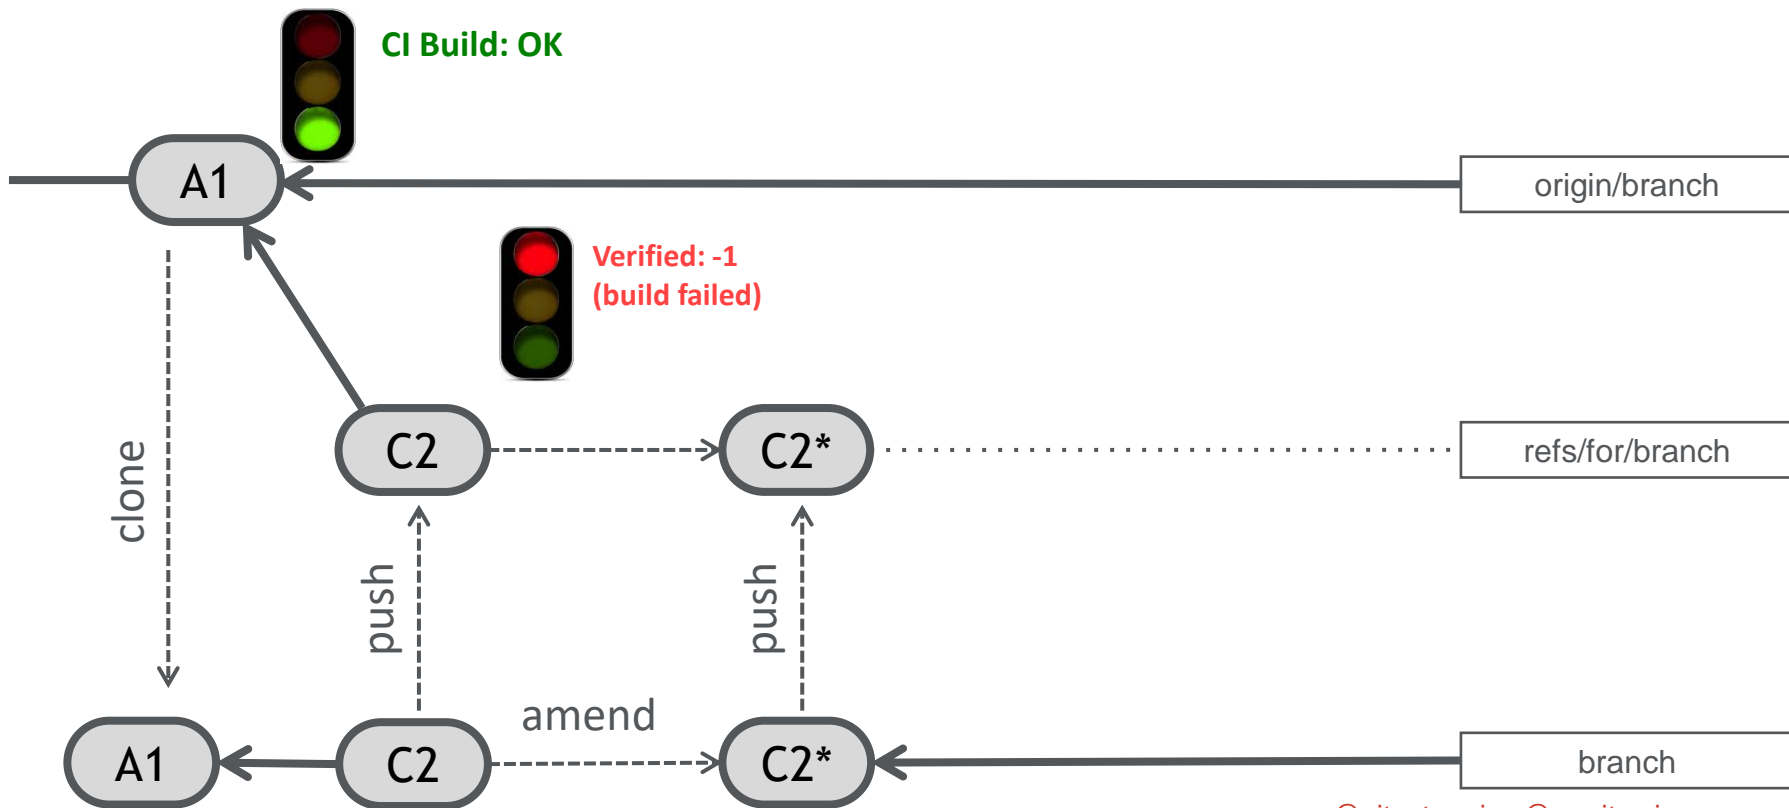 CI Build: OK
A1
origin/branch
Verified: -1
(build failed)
C2
C2*
refs/for/branch
clone
push
push
amend
A1
C2
C2*
branch